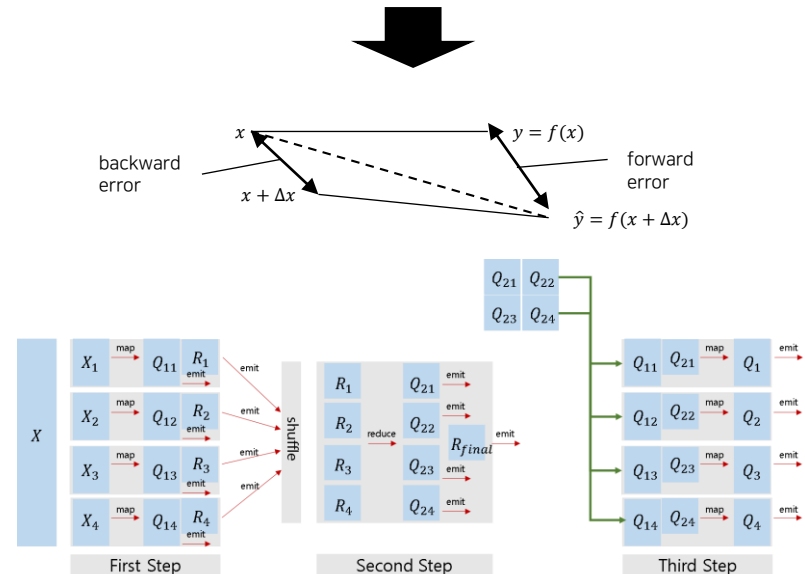 x
y = f(x)
backward
error
forward
error
x + Δx
ŷ = f(x + Δx)
Q₂₁ Q₂₂
Q₂₃ Q₂₄
X
X₁ map Q₁₁ R₁ emit
emit
X₂ map Q₁₂ R₂ emit
emit
X₃ map Q₁₃ R₃ emit
emit
X₄ map Q₁₄ R₄ emit
emit
shuffle
R₁ Q₂₁ emit
R₂ Q₂₂ emit
reduce R_final emit
R₃ Q₂₃ emit
R₄ Q₂₄ emit
Q₁₁ Q₂₁ map Q₁ emit
Q₁₂ Q₂₂ map Q₂ emit
Q₁₃ Q₂₃ map Q₃ emit
Q₁₄ Q₂₄ map Q₄ emit
First Step
Second Step
Third Step